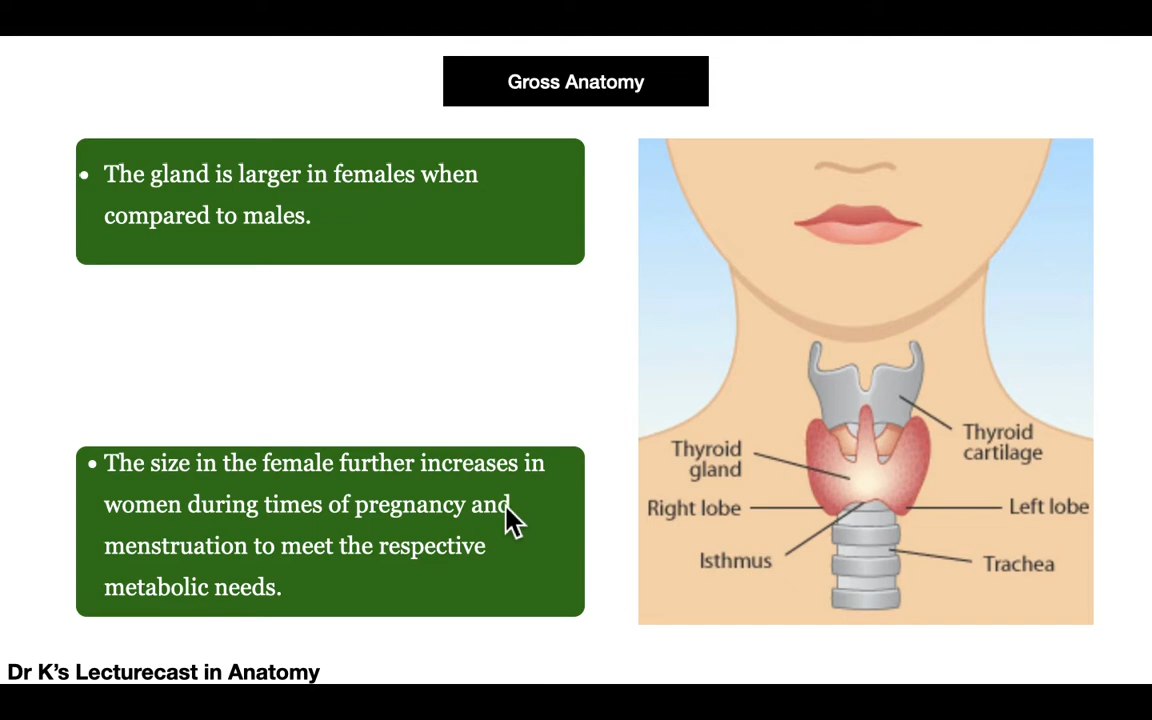 Gross Anatomy
• The gland is larger in females when
compared to males.
• The size in the female further increases in
women during times of pregnancy and
menstruation to meet the respective
metabolic needs.
Thyroid
gland
Right lobe
Isthmus
Thyroid
cartilage
Left lobe
Trachea
Dr K’s Lecturecast in Anatomy